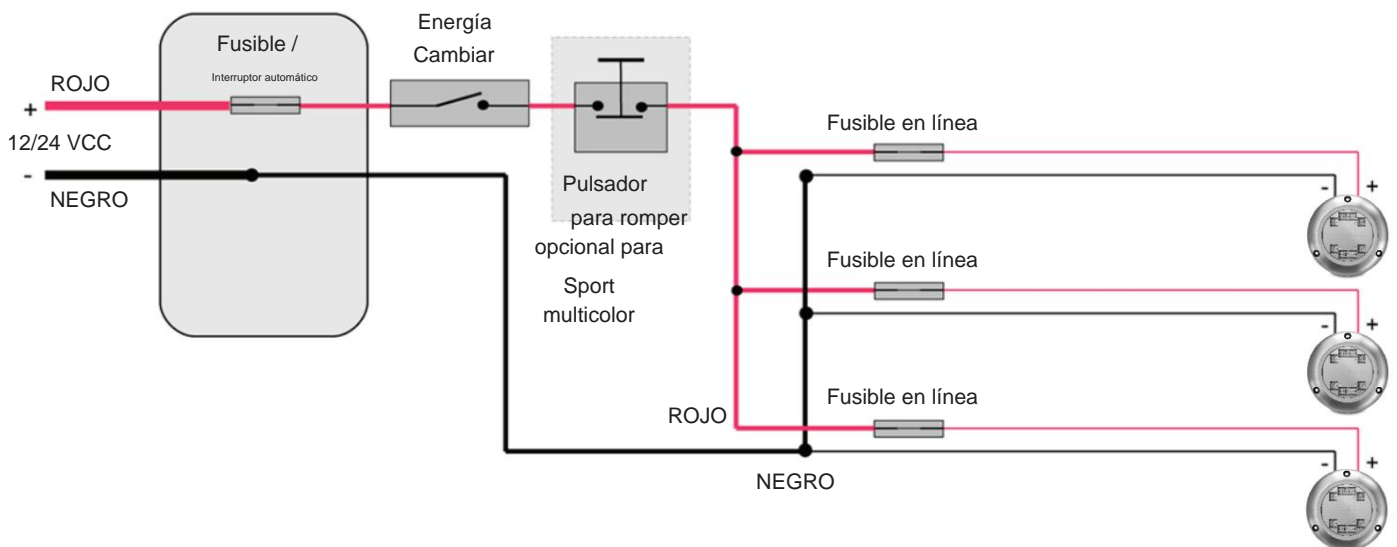 Fusible /
Interruptor automático
Energía
Cambiar
ROJO
+
12/24 VCC
-
NEGRO
Pulsador
para romper
opcional para
Sport
multicolor
Fusible en línea
- +
Fusible en línea
- +
Fusible en línea
ROJO
- +
NEGRO